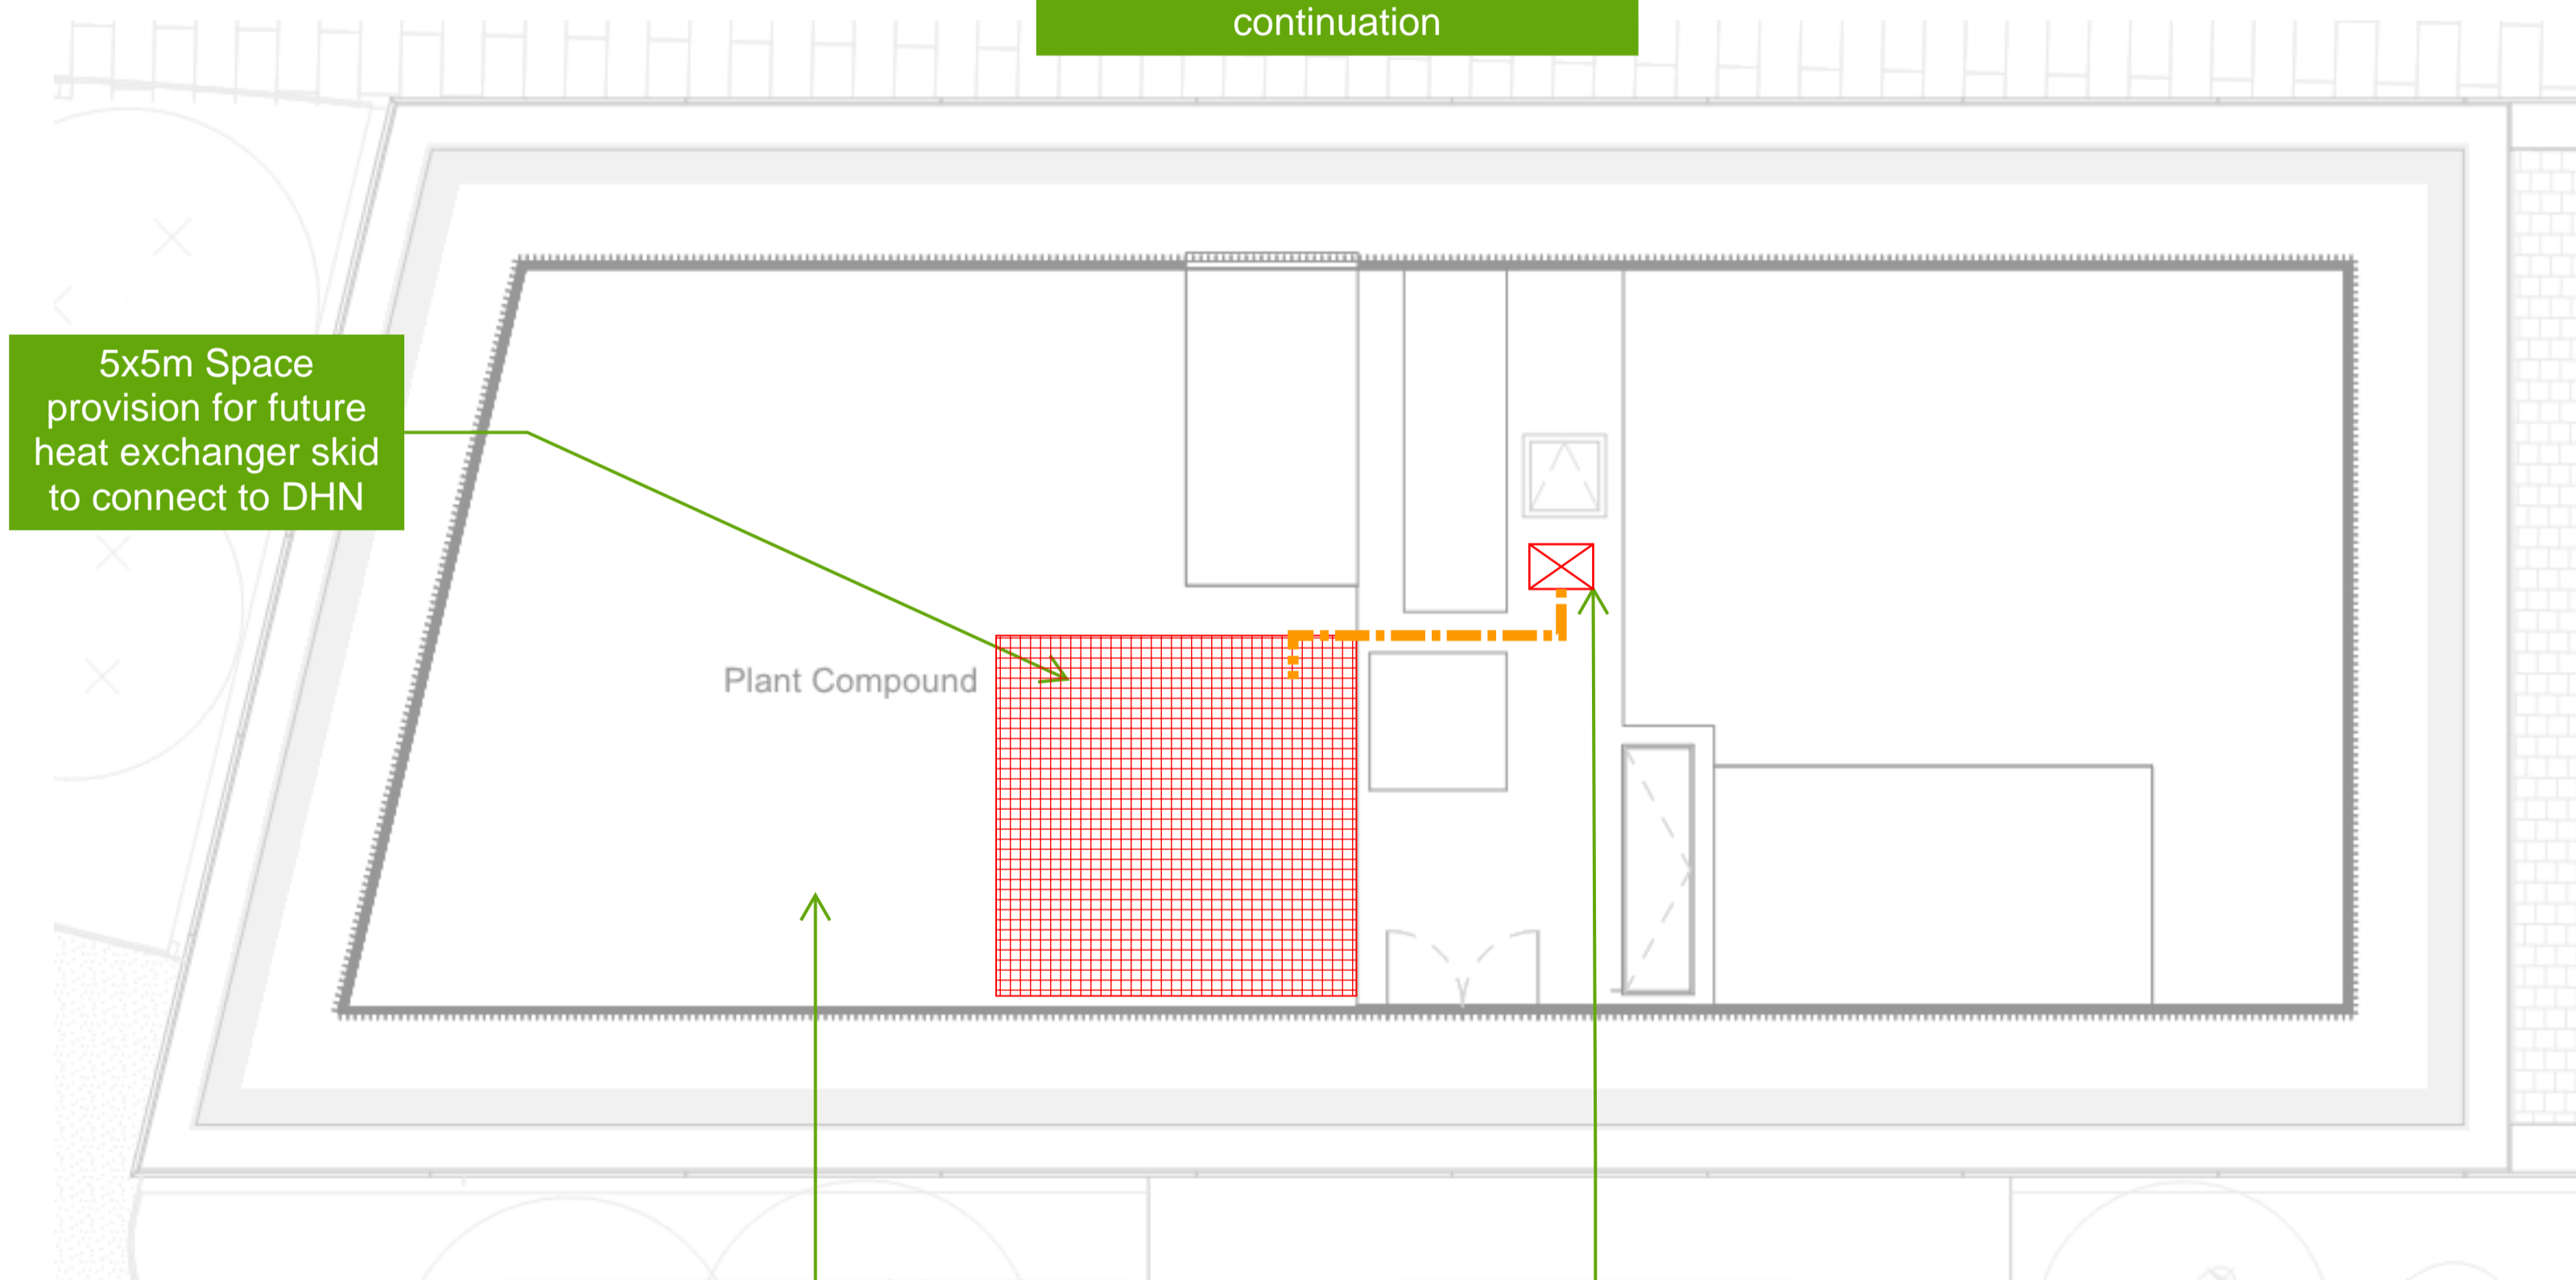 continuation
5x5m Space
provision for future
heat exchanger skid
to connect to DHN
Plant Compound